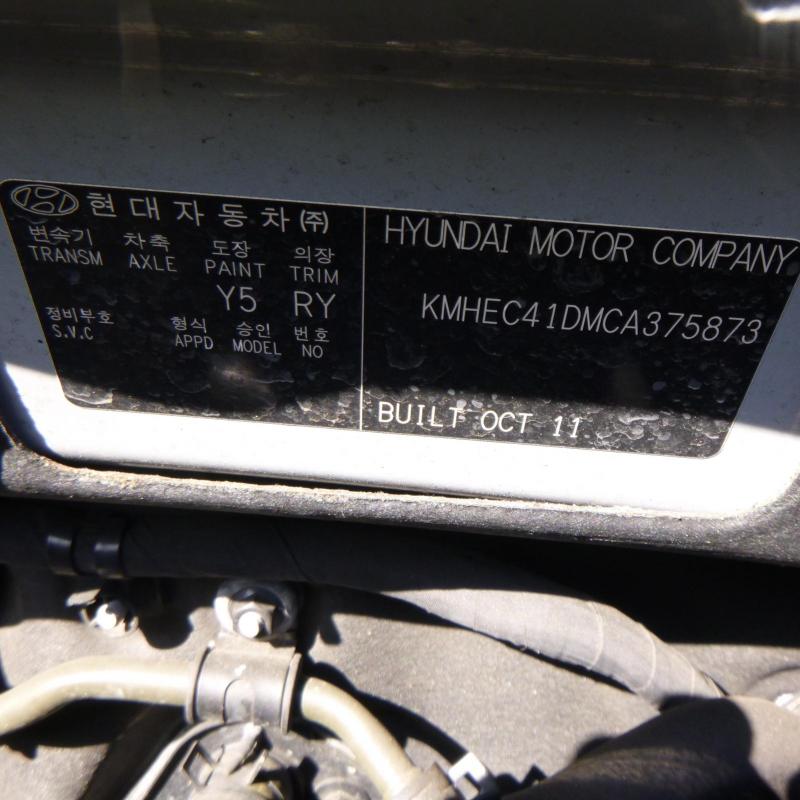 현대자동차㈜
변속기 차축 도장 의장
TRANSM AXLE PAINT TRIM
Y5 RY
정비부호 형식 승인 번호
S.V.C APPD MODEL NO
HYUNDAI MOTOR COMPANY
KMHEC41DMCA375873
BUILT OCT 11